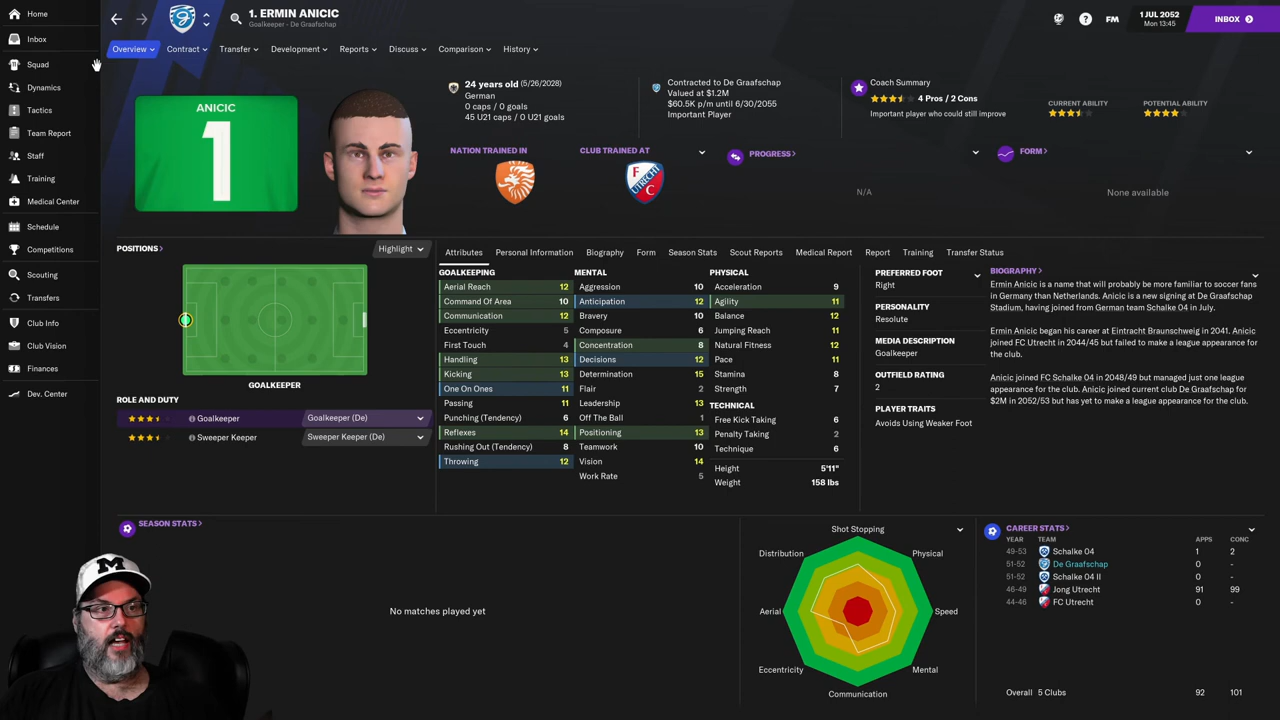 Home
Inbox
Squad
Dynamics
Tactics
Team Report
Staff
Training
Medical Center
Schedule
Competitions
Scouting
Transfers
Club Info
Club Vision
Finances
Dev. Center
1. ERMIN ANICIC
Goalkeeper - De Graafschap
FM
1 JUL 2052
Mon 13:45
INBOX
Overview
Contract
Transfer
Development
Reports
Discuss
Comparison
History
ANICIC
1
24 years old (5/26/2028)
German
0 caps / 0 goals
45 U21 caps / 0 U21 goals
Contracted to De Graafschap
Valued at $1.2M
$60.5K p/m until 6/30/2055
Important Player
Coach Summary
4 Pros / 2 Cons
Important player who could still improve
CURRENT ABILITY
POTENTIAL ABILITY
NATION TRAINED IN
CLUB TRAINED AT
F C
UTRECHT
PROGRESS
N/A
FORM
None available
POSITIONS
Highlight
GOALKEEPER
ROLE AND DUTY
Goalkeeper Goalkeeper (De)
Sweeper Keeper Sweeper Keeper (De)
Attributes Personal Information Biography Form Season Stats Scout Reports Medical Report Report Training Transfer Status
GOALKEEPING
Aerial Reach 12
Command Of Area 10
Communication 12
Eccentricity 5
First Touch 4
Handling 13
Kicking 13
One On Ones 11
Passing 11
Punching (Tendency) 6
Reflexes 14
Rushing Out (Tendency) 8
Throwing 12
MENTAL
Aggression 10
Anticipation 12
Bravery 10
Composure 6
Concentration 8
Decisions 12
Determination 15
Flair 2
Leadership 13
Off The Ball 1
Positioning 13
Teamwork 10
Vision 14
Work Rate 5
PHYSICAL
Acceleration 9
Agility 11
Balance 12
Jumping Reach 11
Natural Fitness 12
Pace 11
Stamina 8
Strength 7
TECHNICAL
Free Kick Taking 6
Penalty Taking 2
Technique 6
Height 5'11"
Weight 158 lbs
PREFERRED FOOT
Right
PERSONALITY
Resolute
MEDIA DESCRIPTION
Goalkeeper
OUTFIELD RATING
2
PLAYER TRAITS
Avoids Using Weaker Foot
BIOGRAPHY
Ermin Anicic is a name that will probably be more familiar to soccer fans
in Germany than Netherlands. Anicic is a new signing at De Graafschap
Stadium, having joined from German team Schalke 04 in July.
Ermin Anicic began his career at Eintracht Braunschweig in 2041. Anicic
joined FC Utrecht in 2044/45 but failed to make a league appearance for
the club.
Anicic joined FC Schalke 04 in 2048/49 but managed just one league
appearance for the club. Anicic joined current club De Graafschap for
$2M in 2052/53 but has yet to make a league appearance for the club.
SEASON STATS
No matches played yet
Shot Stopping
Physical
Speed
Mental
Communication
Eccentricity
Aerial
Distribution
CAREER STATS
YEAR TEAM APPS CONC
49-53 Schalke 04 1 2
51-52 De Graafschap 0 -
51-52 Schalke 04 II 0 -
46-49 Jong Utrecht 91 99
44-46 FC Utrecht 0 -
Overall 5 Clubs 92 101
M